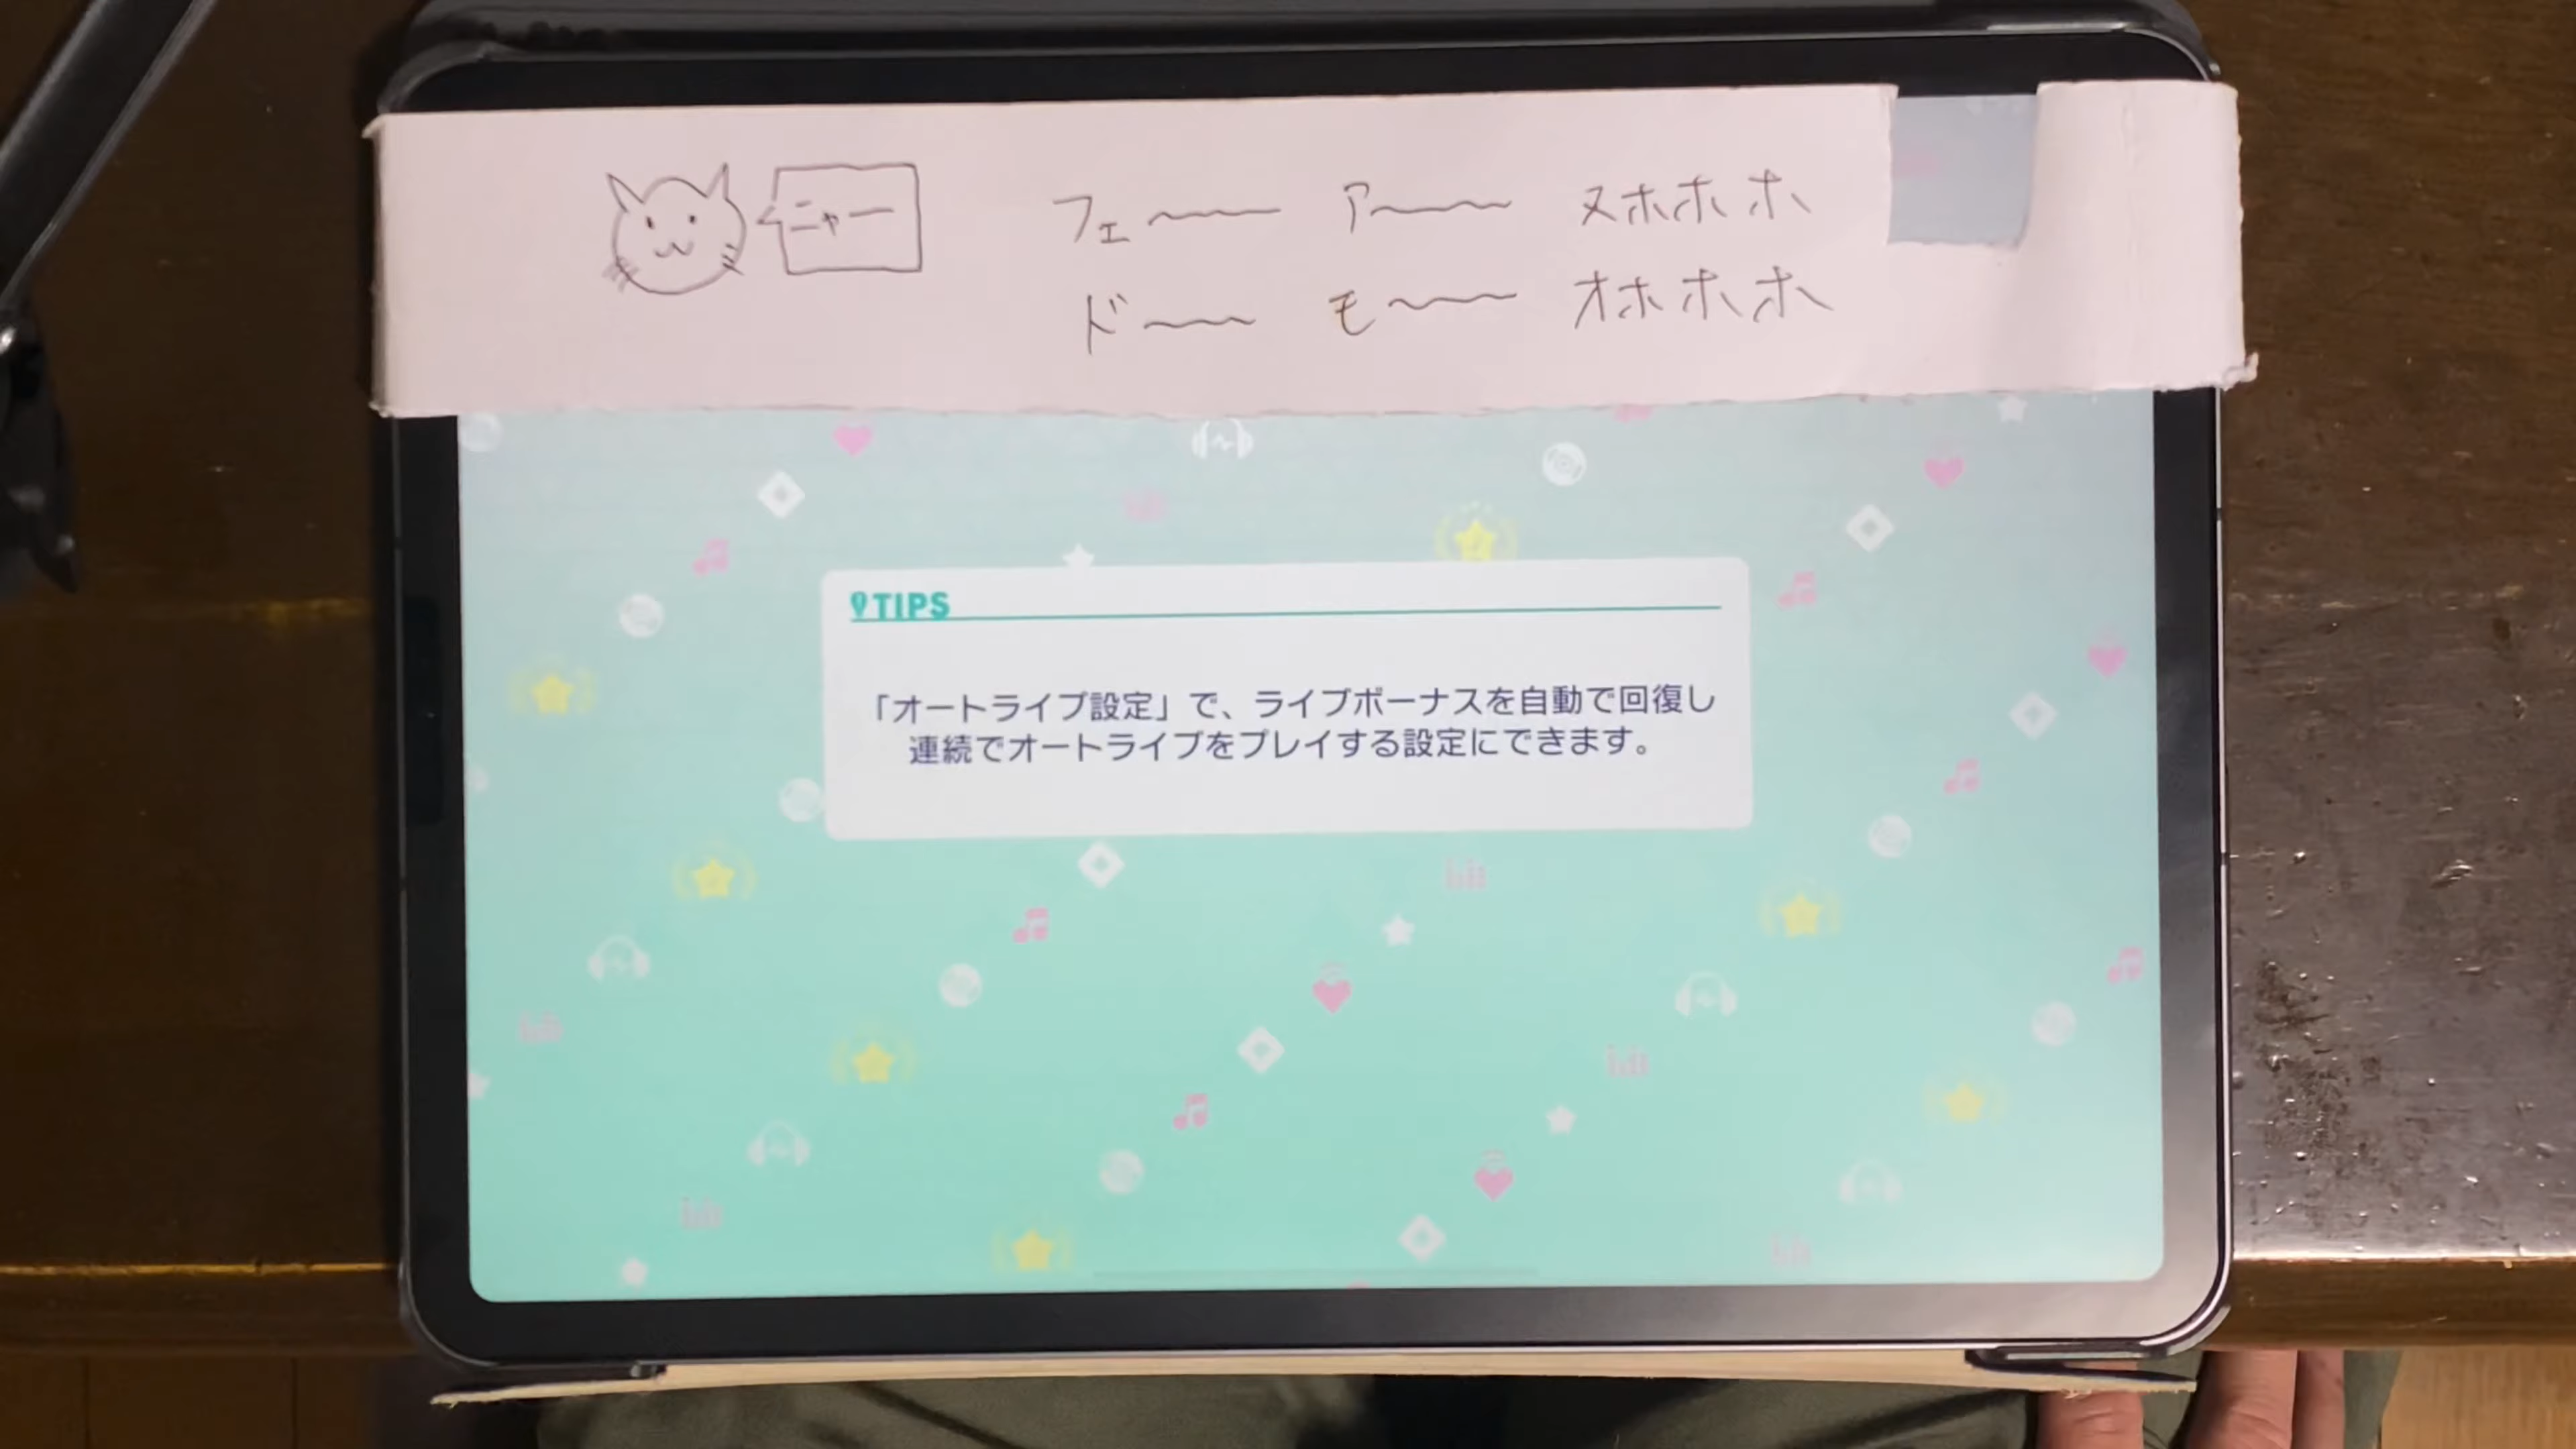 ニャー
フェ〜〜 ア〜〜 ヌホホホ
ド〜〜 モ〜〜 オホホホ
TIPS
「オートライブ設定」で、ライブボーナスを自動で回復し
連続でオートライブをプレイする設定にできます。